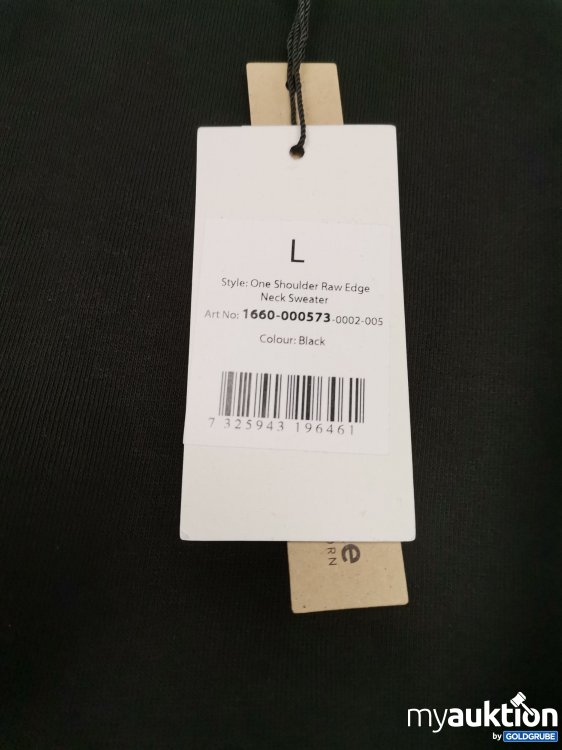 L
Style: One Shoulder Raw Edge
Neck Sweater
Art No: 1660-000573-0002-005
Colour: Black
7 325943 196461
myauktion
by GOLDGRUBE